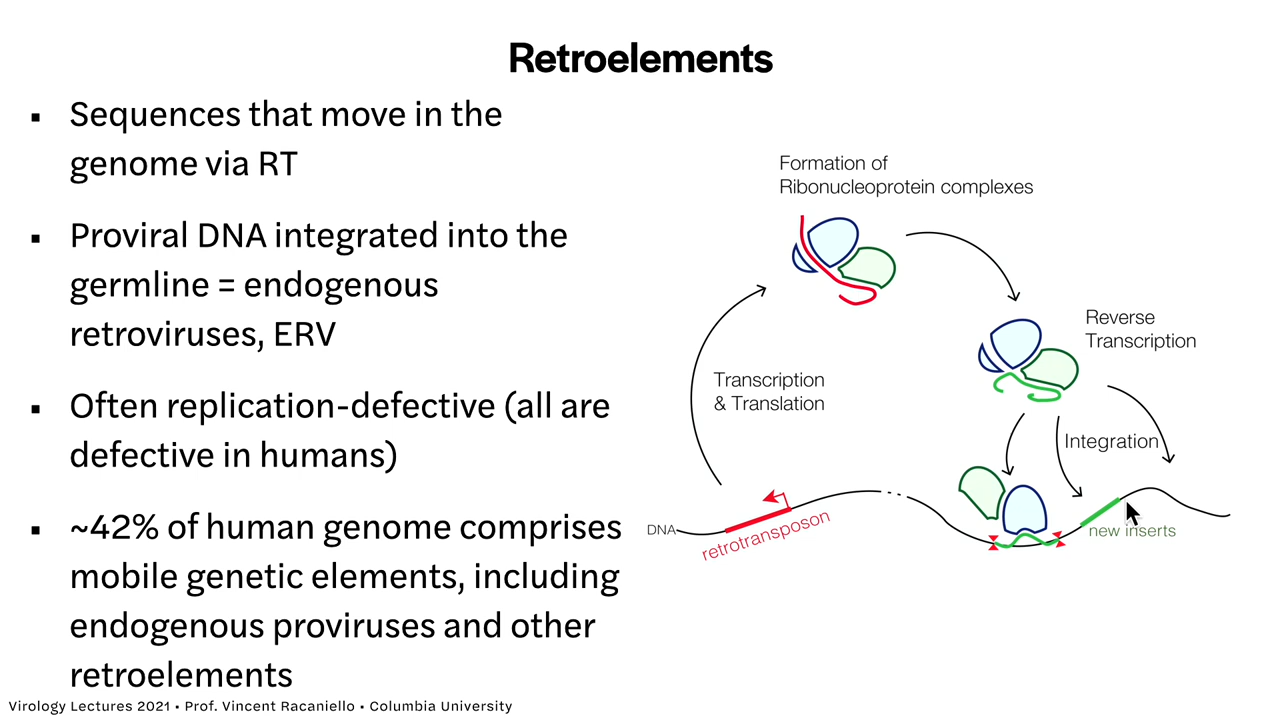 Retroelements
▪ Sequences that move in the
genome via RT
▪ Proviral DNA integrated into the
germline = endogenous
retroviruses, ERV
▪ Often replication-defective (all are
defective in humans)
▪ ~42% of human genome comprises
mobile genetic elements, including
endogenous proviruses and other
retroelements
Formation of
Ribonucleoprotein complexes
Reverse
Transcription
Transcription
& Translation
Integration
DNA
retrotransposon
new inserts
Virology Lectures 2021 • Prof. Vincent Racaniello • Columbia University